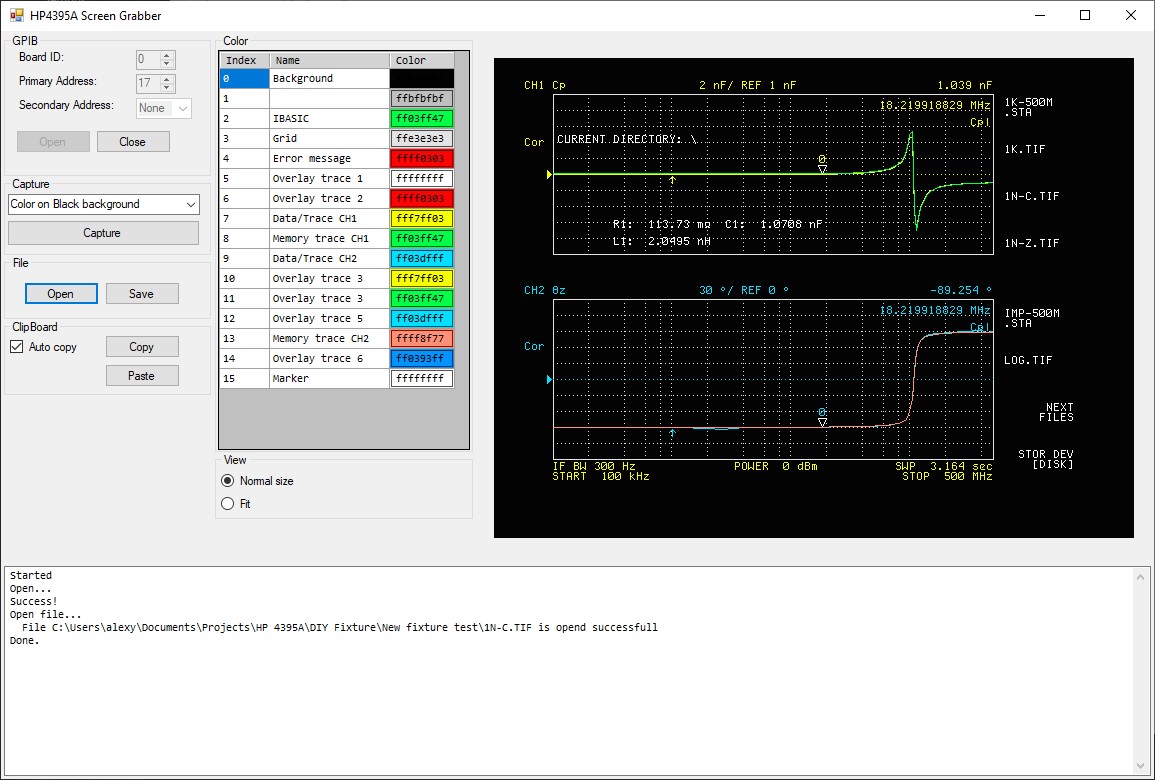 HP4395A Screen Grabber
GPIB
Board ID: 0
Primary Address: 17
Secondary Address: None
Open Close
Capture
Color on Black background
Capture
File
Open Save
ClipBoard
Auto copy Copy
Paste
Color
Index Name Color
0 Background
1 ffbfbfbf
2 IBASIC ff03ff47
3 Grid ffe3e3e3
4 Error message ffff0303
5 Overlay trace 1 ffffffff
6 Overlay trace 2 ffff0303
7 Data/Trace CH1 fff7ff03
8 Memory trace CH1 ff03ff47
9 Data/Trace CH2 ff03dfff
10 Overlay trace 3 fff7ff03
11 Overlay trace 3 ff03ff47
12 Overlay trace 5 ff03dfff
13 Memory trace CH2 ffff8f77
14 Overlay trace 6 ff0393ff
15 Marker ffffffff
View
Normal size
Fit
CH1 Cp 2 nF/ REF 1 nF 1.039 nF
18.219918829 MHz
Cpl
Cor
CURRENT DIRECTORY: \
0
R1: 113.73 mΩ C1: 1.0708 nF
L1: 2.0495 nH
1K-500M
.STA
1K.TIF
1N-C.TIF
1N-Z.TIF
CH2 θz 30 °/ REF 0 ° -89.254 °
18.219918829 MHz
Cpl
Cor
0
IF BW 300 Hz POWER 0 dBm SWP 3.164 sec
START 100 kHz STOP 500 MHz
IMP-500M
.STA
LOG.TIF
NEXT
FILES
STOR DEV
[DISK]
Started
Open...
Success!
Open file...
File C:\Users\alexy\Documents\Projects\HP 4395A\DIY Fixture\New fixture test\1N-C.TIF is opend successfull
Done.